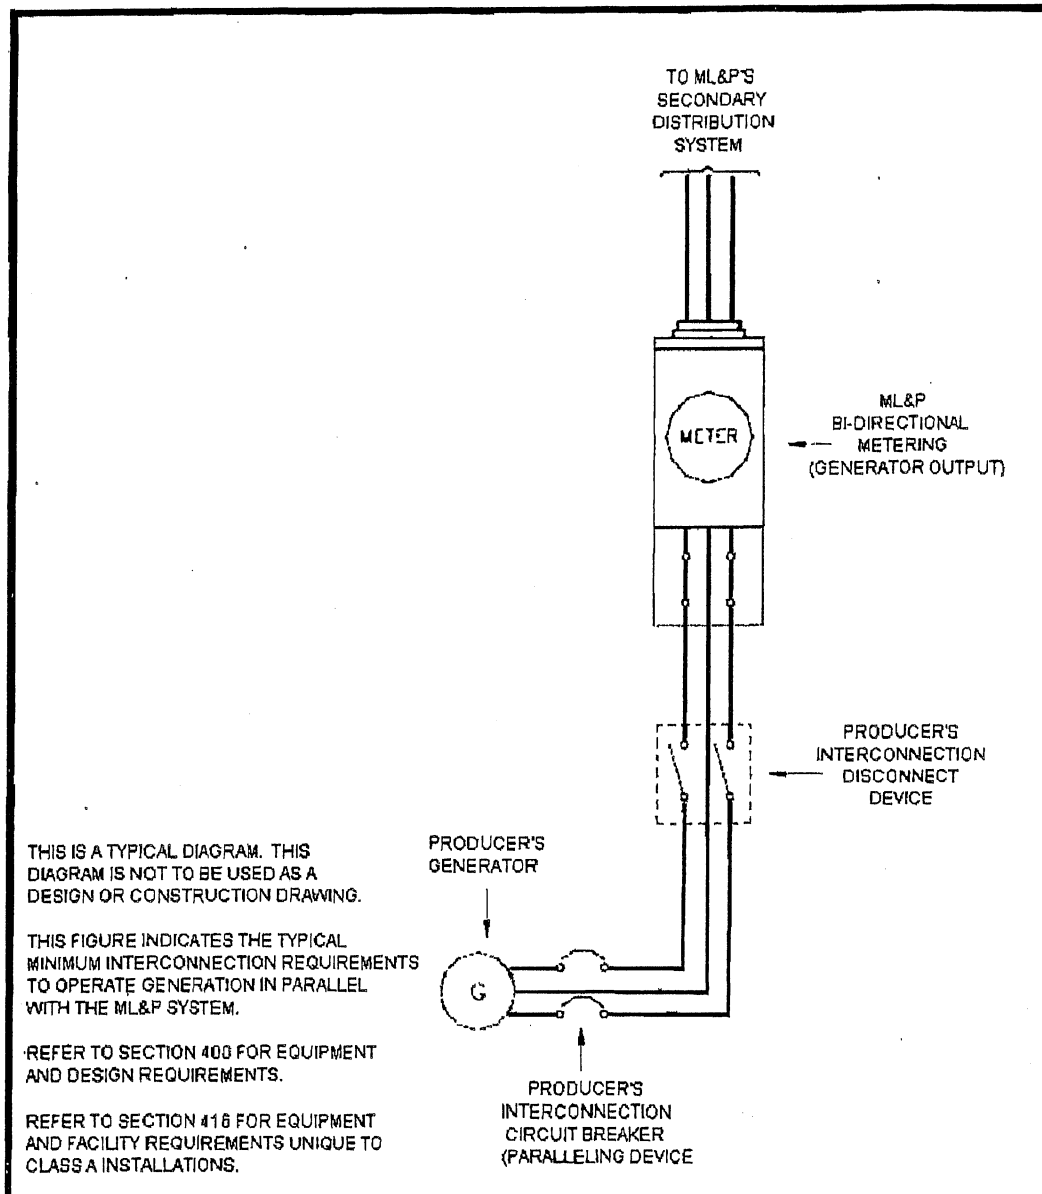 TO ML&P'S
SECONDARY
DISTRIBUTION
SYSTEM
METER
ML&P
BI-DIRECTIONAL
METERING
(GENERATOR OUTPUT)
PRODUCER'S
INTERCONNECTION
DISCONNECT
DEVICE
PRODUCER'S
GENERATOR
G
PRODUCER'S
INTERCONNECTION
CIRCUIT BREAKER
(PARALLELING DEVICE
THIS IS A TYPICAL DIAGRAM. THIS
DIAGRAM IS NOT TO BE USED AS A
DESIGN OR CONSTRUCTION DRAWING.
THIS FIGURE INDICATES THE TYPICAL
MINIMUM INTERCONNECTION REQUIREMENTS
TO OPERATE GENERATION IN PARALLEL
WITH THE ML&P SYSTEM.
REFER TO SECTION 400 FOR EQUIPMENT
AND DESIGN REQUIREMENTS.
REFER TO SECTION 416 FOR EQUIPMENT
AND FACILITY REQUIREMENTS UNIQUE TO
CLASS A INSTALLATIONS.